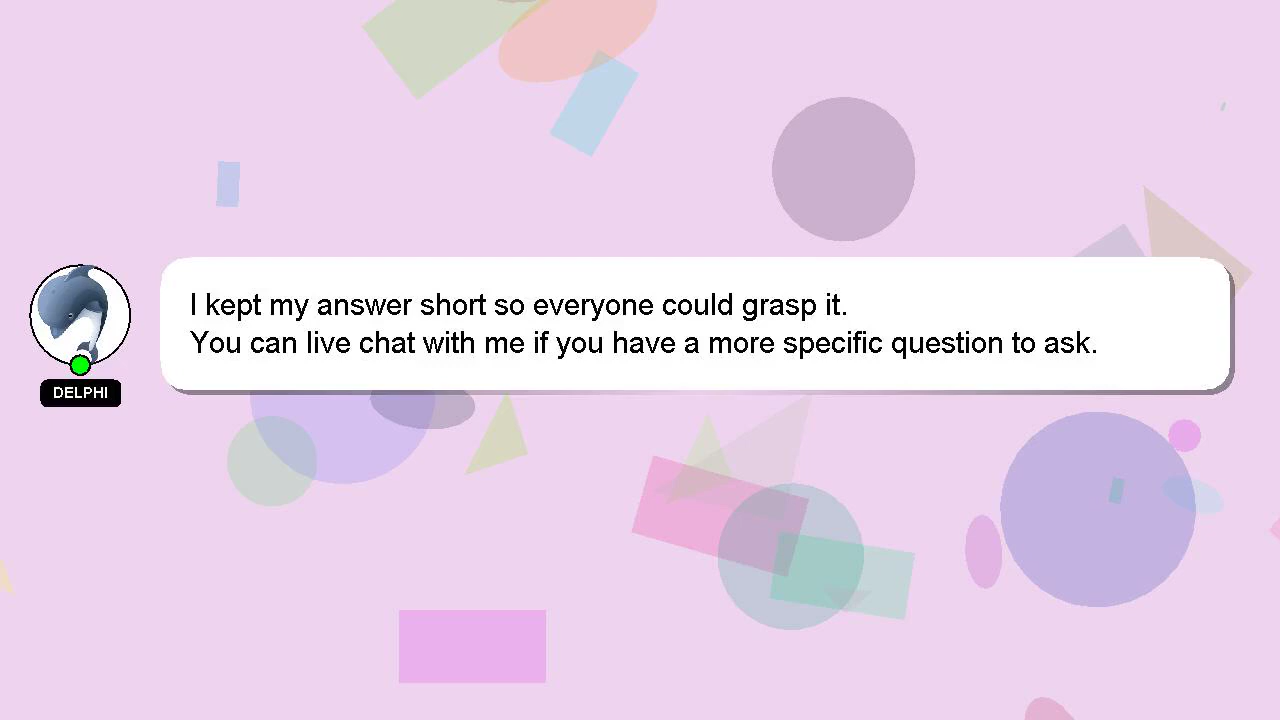 I kept my answer short so everyone could grasp it.
You can live chat with me if you have a more specific question to ask.
DELPHI